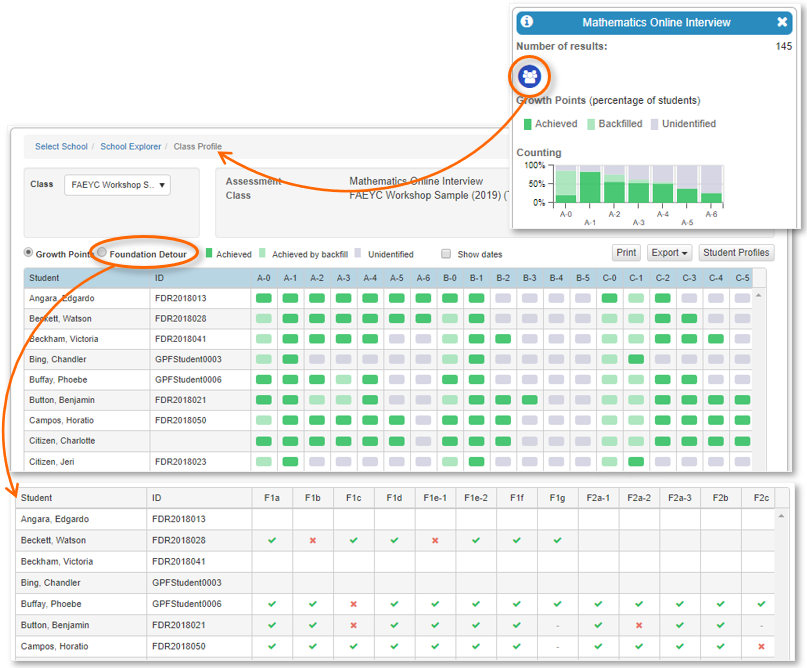 Mathematics Online Interview
Number of results: 145
Growth Points (percentage of students)
Achieved Backfilled Unidentified
Counting
100%
50%
0%
A-0 A-2 A-4 A-6
A-1 A-3 A-5
Select School / School Explorer / Class Profile
Class FAEYC Workshop S..
Assessment Mathematics Online Interview
Class FAEYC Workshop Sample (2019) (
Growth Points Foundation Detour Achieved Achieved by backfill Unidentified Show dates Print Export Student Profiles
Student ID A-0 A-1 A-2 A-3 A-4 A-5 A-6 B-0 B-1 B-2 B-3 B-4 B-5 C-0 C-1 C-2 C-3 C-4 C-5
Angara, Edgardo FDR2018013
Beckett, Watson FDR2018028
Beckham, Victoria FDR2018041
Bing, Chandler GPFStudent0003
Buffay, Phoebe GPFStudent0006
Button, Benjamin FDR2018021
Campos, Horatio FDR2018050
Citizen, Charlotte
Citizen, Jeri FDR2018023
Student ID F1a F1b F1c F1d F1e-1 F1e-2 F1f F1g F2a-1 F2a-2 F2a-3 F2b F2c
Angara, Edgardo FDR2018013
Beckett, Watson FDR2018028 ✔ ✖ ✔ ✔ ✖ ✔ ✔ ✔
Beckham, Victoria FDR2018041
Bing, Chandler GPFStudent0003
Buffay, Phoebe GPFStudent0006 ✔ ✔ ✖ ✔ ✔ ✔ ✔ ✔ ✔ ✔ ✔ ✔ ✔
Button, Benjamin FDR2018021 ✔ ✔ ✖ ✔ ✔ ✔ ✔ - ✔ ✖ ✔ ✔ -
Campos, Horatio FDR2018050 ✔ ✔ ✔ ✔ ✔ ✔ ✔ - ✔ ✔ ✔ ✔ ✖